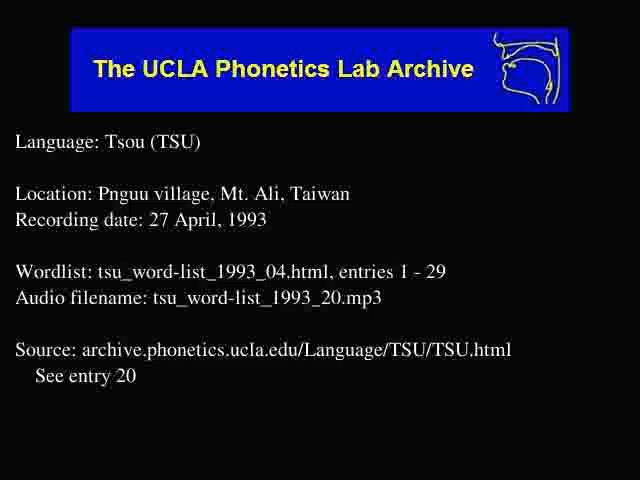 The UCLA Phonetics Lab Archive
Language: Tsou (TSU)
Location: Pnguu village, Mt. Ali, Taiwan
Recording date: 27 April, 1993
Wordlist: tsu_word-list_1993_04.html, entries 1 - 29
Audio filename: tsu_word-list_1993_20.mp3
Source: archive.phonetics.ucla.edu/Language/TSU/TSU.html
See entry 20